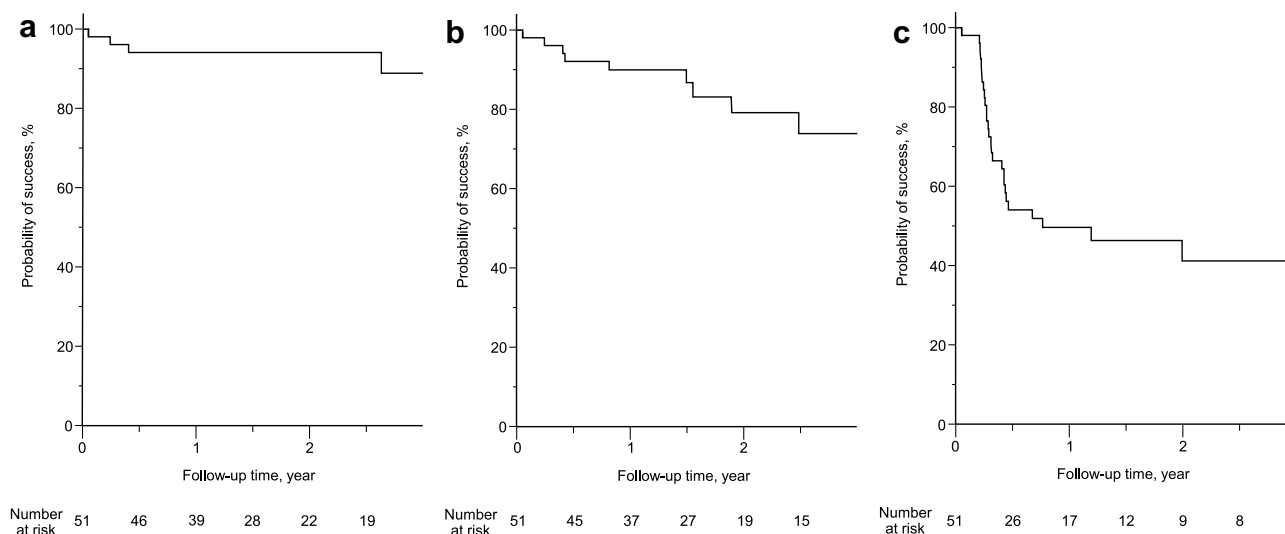 a
100
80
60
40
20
0
Probability of success, %
0 1 2
Follow-up time, year
Number
at risk
51 46 39 28 22 19
b
100
80
60
40
20
0
Probability of success, %
0 1 2
Follow-up time, year
Number
at risk
51 45 37 27 19 15
c
100
80
60
40
20
0
Probability of success, %
0 1 2
Follow-up time, year
Number
at risk
51 26 17 12 9 8